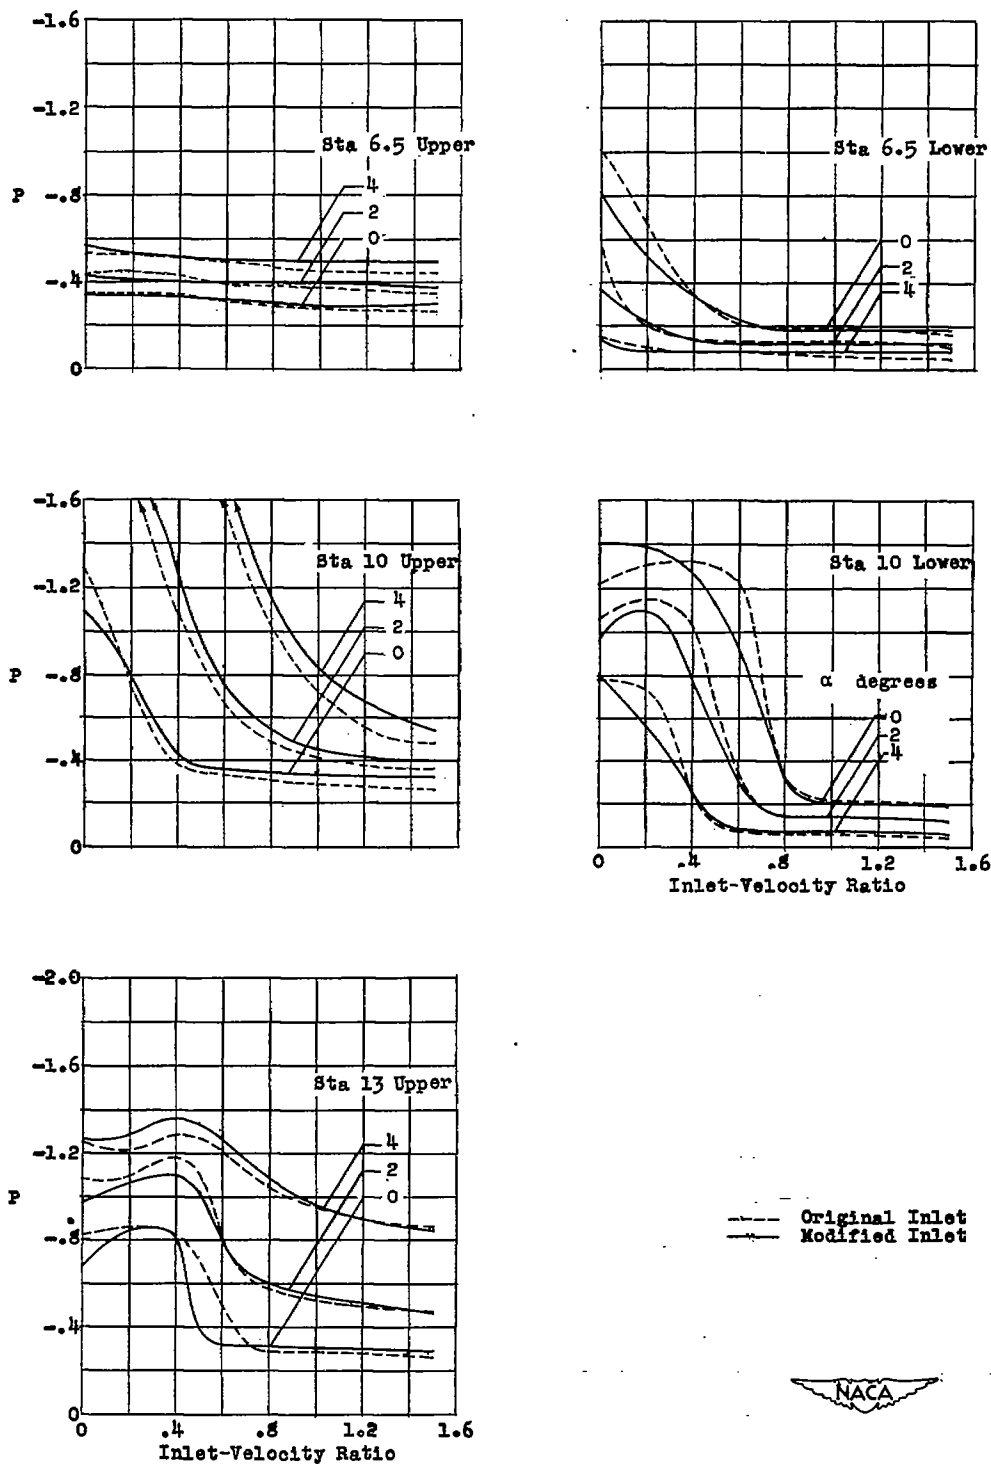 -1.6
-1.2
P -.8
-.4
0
Sta 6.5 Upper
4
2
0
Sta 6.5 Lower
0
2
4
-1.6
-1.2
P -.8
-.4
0
Sta 10 Upper
4
2
0
Sta 10 Lower
α degrees
0
2
4
0 .4 .8 1.2 1.6
Inlet-Velocity Ratio
-2.0
-1.6
-1.2
P
-.8
-.4
0
Sta 13 Upper
4
2
0
0 .4 .8 1.2 1.6
Inlet-Velocity Ratio
Original Inlet
Modified Inlet
NACA